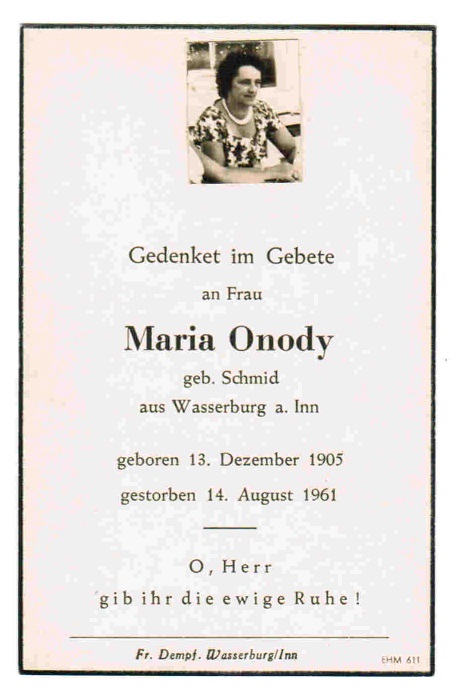 Gedenket im Gebete
an Frau
Maria Onody
geb. Schmid
aus Wasserburg a. Inn
geboren 13. Dezember 1905
gestorben 14. August 1961
O, Herr
gib ihr die ewige Ruhe!
Fr. Dempf. Wasserburg/Inn
EHM 611